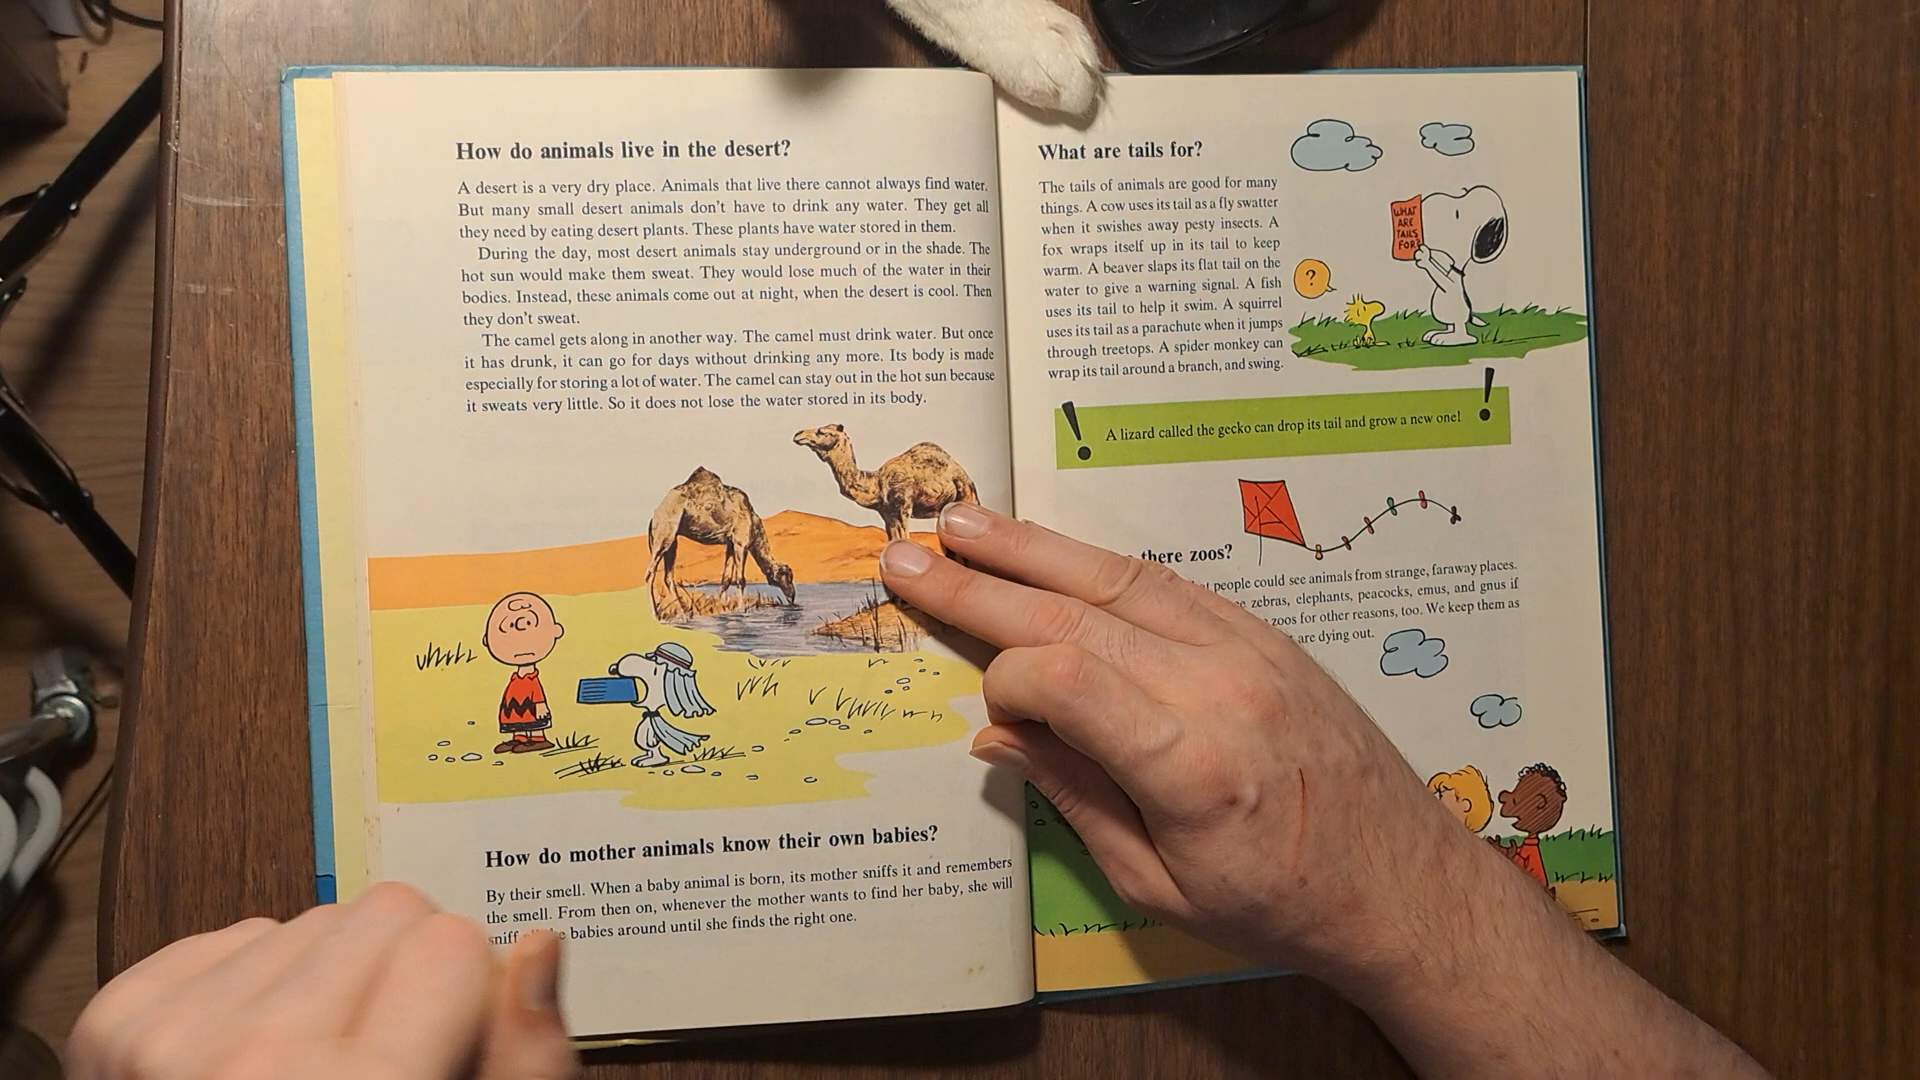 How do animals live in the desert?
A desert is a very dry place. Animals that live there cannot always find water.
But many small desert animals don't have to drink any water. They get all
they need by eating desert plants. These plants have water stored in them.
During the day, most desert animals stay underground or in the shade. The
hot sun would make them sweat. They would lose much of the water in their
bodies. Instead, these animals come out at night, when the desert is cool. Then
they don't sweat.
The camel gets along in another way. The camel must drink water. But once
it has drunk, it can go for days without drinking any more. Its body is made
especially for storing a lot of water. The camel can stay out in the hot sun because
it sweats very little. So it does not lose the water stored in its body.
How do mother animals know their own babies?
By their smell. When a baby animal is born, its mother sniffs it and remembers
the smell. From then on, whenever the mother wants to find her baby, she will
sniff babies around until she finds the right one.
What are tails for?
The tails of animals are good for many
things. A cow uses its tail as a fly swatter
when it swishes away pesty insects. A
fox wraps itself up in its tail to keep
warm. A beaver slaps its flat tail on the
water to give a warning signal. A fish
uses its tail to help it swim. A squirrel
uses its tail as a parachute when it jumps
through treetops. A spider monkey can
wrap its tail around a branch, and swing.
WHAT
ARE
TAILS
FOR?
?
! A lizard called the gecko can drop its tail and grow a new one! !
there zoos?
people could see animals from strange, faraway places.
zebras, elephants, peacocks, emus, and gnus if
zoos for other reasons, too. We keep them as
are dying out.